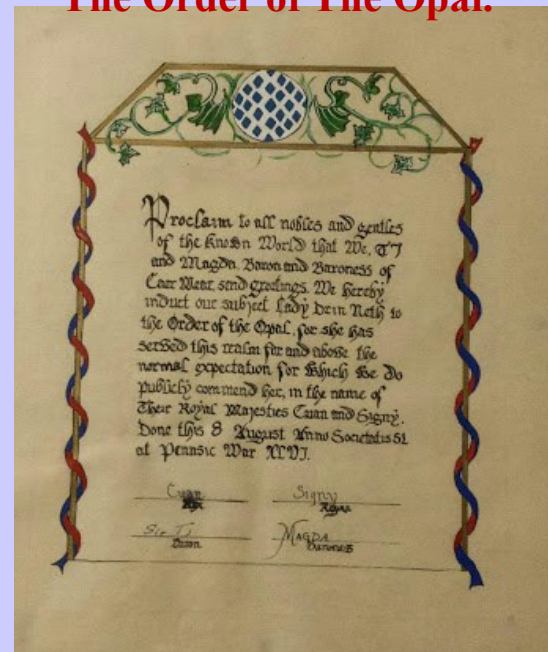 The Order of The Opal.
Proclaim to all nobles and gentles
of the Known World that We, TJ
and Magda, Baron and Baroness of
Caer Mear, send greetings. We hereby
induct our subject Lady Drin Neth to
the Order of the Opal, for she has
served this realm far and above the
normal expectation for which We do
publicly commend her, in the name of
Their Royal Majesties Cuan and Signy.
Done this 8 August Anno Societatis 51
at Pennsic War XLVI.
Cuan Signy
Rex Regina
Sir TJ Magda
Baron Baroness